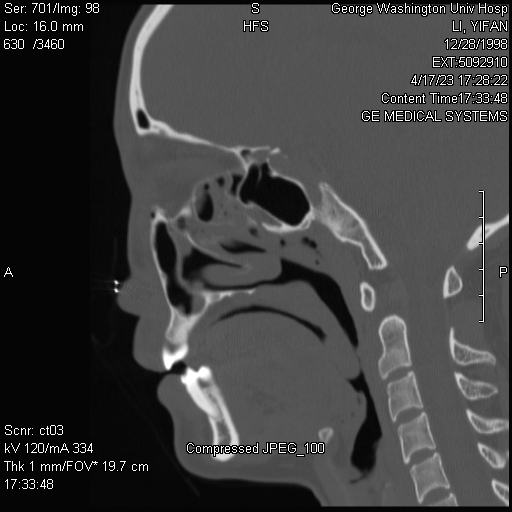 Ser: 701/Img: 98
Loc: 16.0 mm
630 /3460
S
HFS
George Washington Univ Hosp
LI, YIFAN
12/28/1998
EXT:5092910
4/17/23 17:28:22
Content Time17:33:48
GE MEDICAL SYSTEMS
A
P
Scnr: ct03
kV 120/mA 334
Thk 1 mm/FOV* 19.7 cm
17:33:48
Compressed JPEG_100